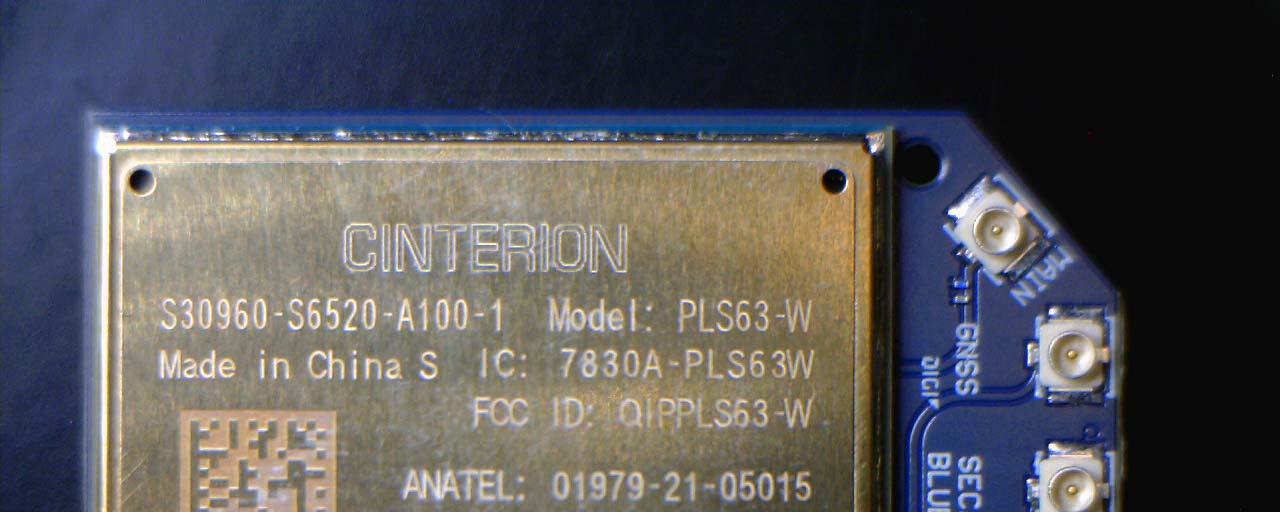 CINTERION
S30960-S6520-A100-1 Model: PLS63-W
Made in China S IC: 7830A-PLS63W
FCC ID: QIPPLS63-W
ANATEL: 01979-21-05015
MAIN
GNSS
DIGI
SEC